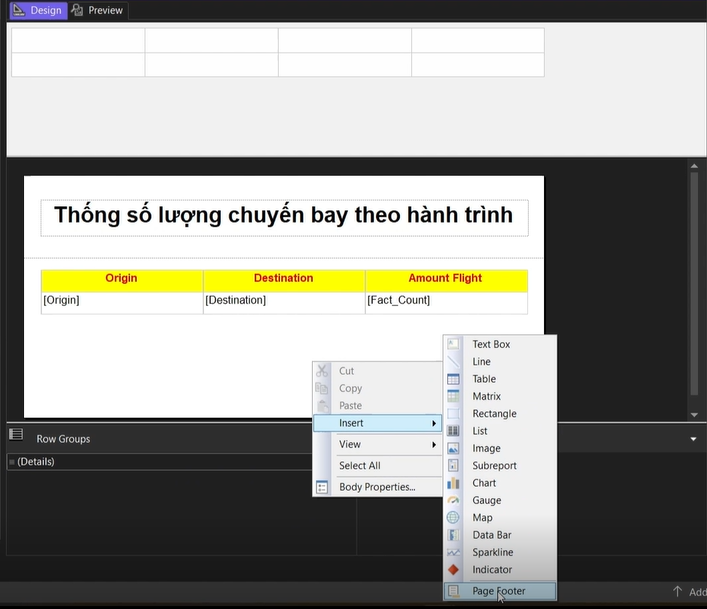 Design Preview
Thống số lượng chuyến bay theo hành trình
Origin Destination Amount Flight
[Origin] [Destination] [Fact_Count]
Cut
Copy
Paste
Insert
View
Select All
Body Properties...
Text Box
Line
Table
Matrix
Rectangle
List
Image
Subreport
Chart
Gauge
Map
Data Bar
Sparkline
Indicator
Page Footer
Row Groups
(Details)
Add